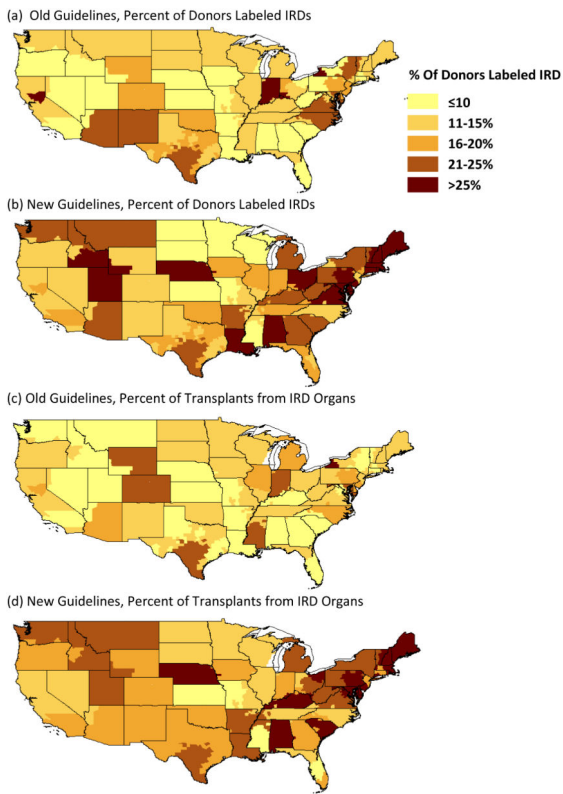 (a) Old Guidelines, Percent of Donors Labeled IRDs
% Of Donors Labeled IRD
≤10
11-15%
16-20%
21-25%
>25%
(b) New Guidelines, Percent of Donors Labeled IRDs
(c) Old Guidelines, Percent of Transplants from IRD Organs
(d) New Guidelines, Percent of Transplants from IRD Organs